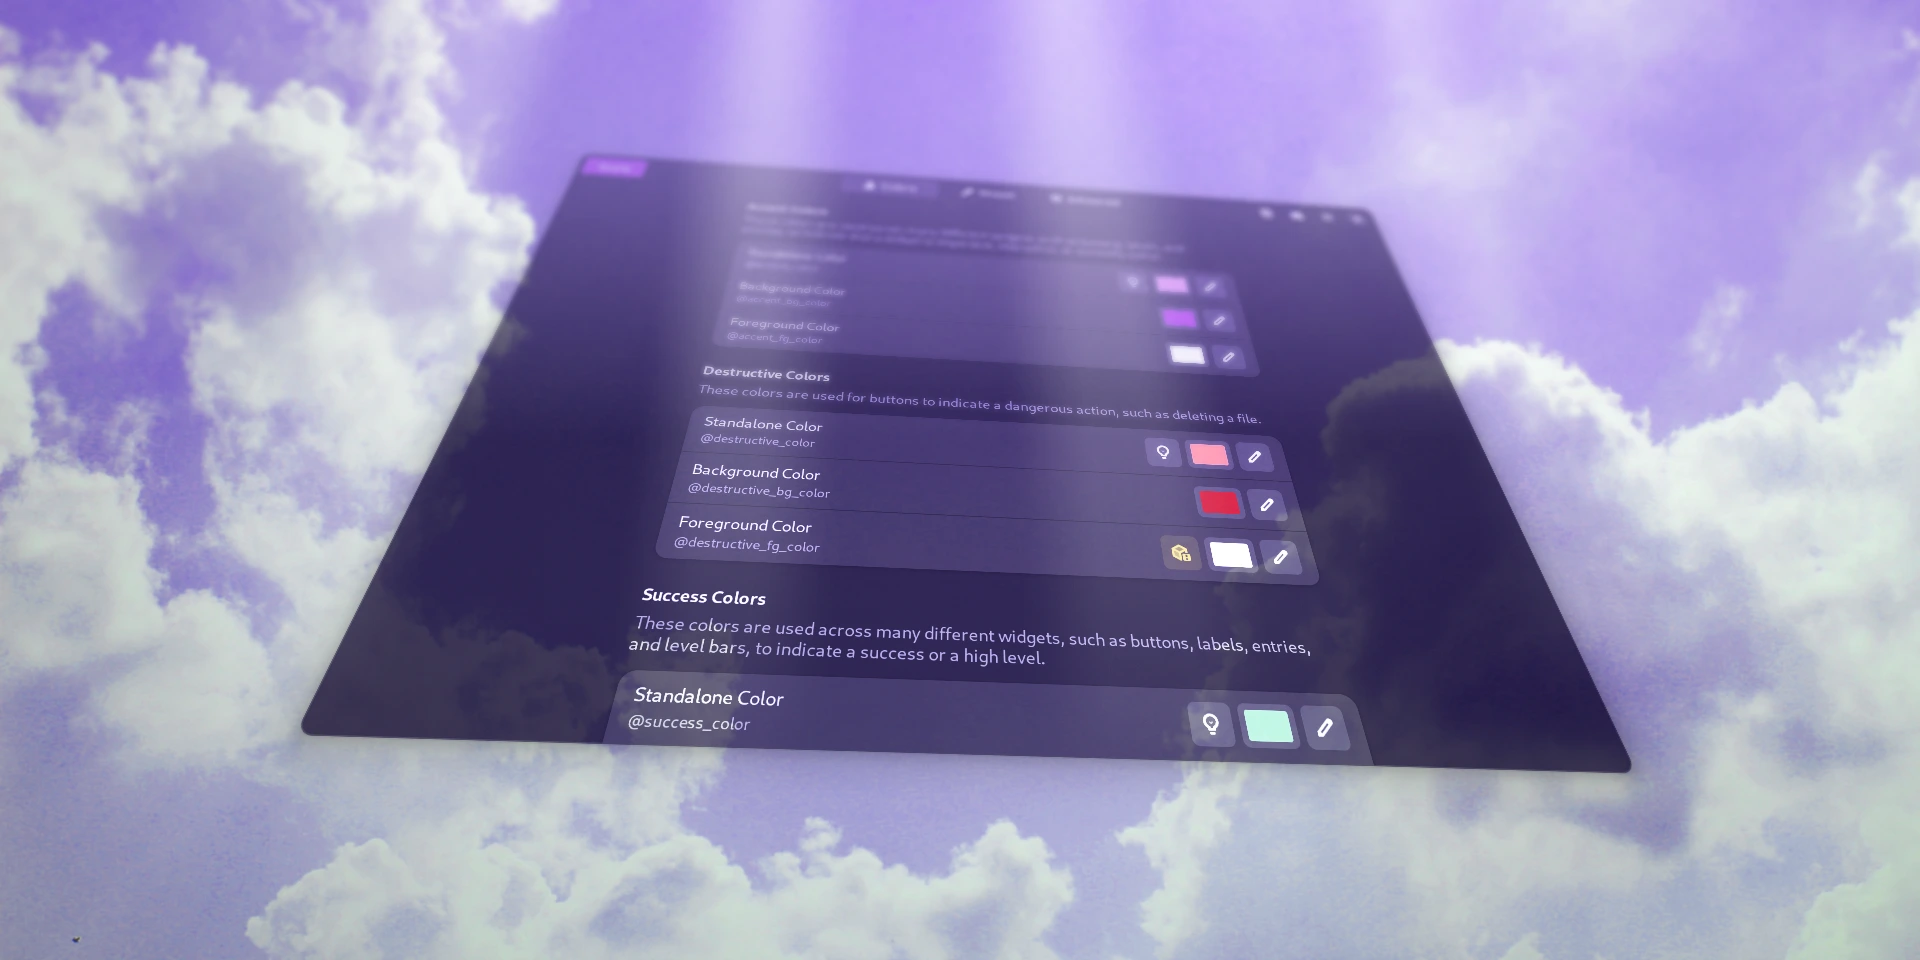 Colors
Standalone Color
Background Color
@accent_bg_color
Foreground Color
@accent_fg_color
Destructive Colors
These colors are used for buttons to indicate a dangerous action, such as deleting a file.
Standalone Color
@destructive_color
Background Color
@destructive_bg_color
Foreground Color
@destructive_fg_color
Success Colors
These colors are used across many different widgets, such as buttons, labels, entries,
and level bars, to indicate a success or a high level.
Standalone Color
@success_color